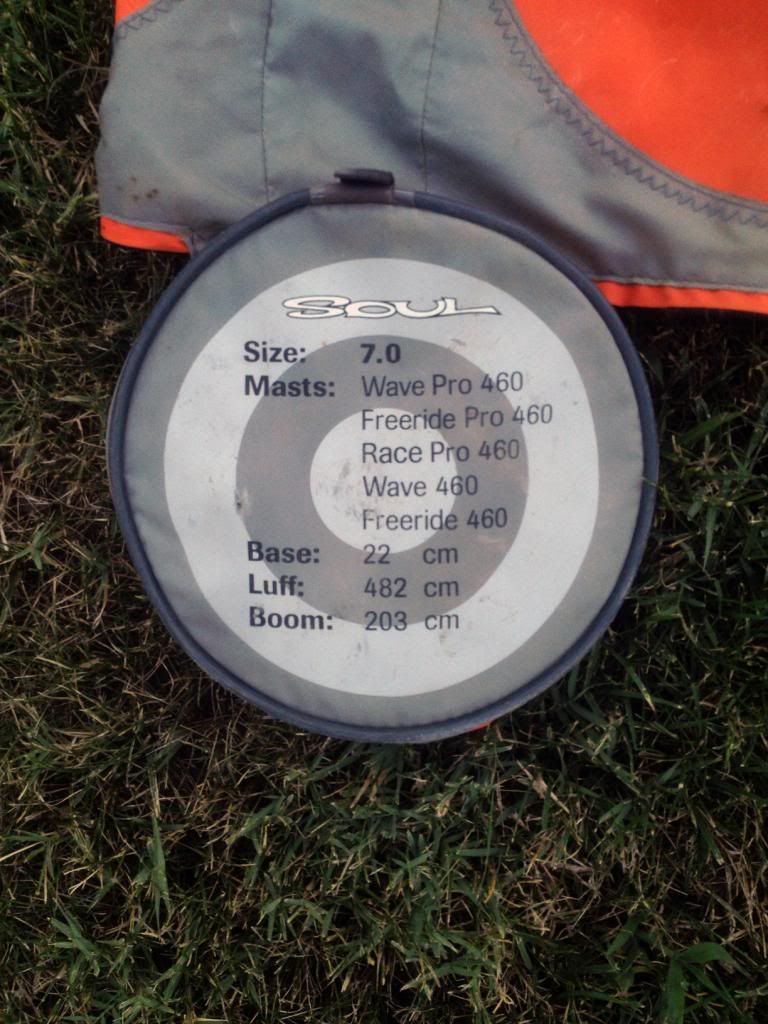 SOUL
Size: 7.0
Masts: Wave Pro 460
Freeride Pro 460
Race Pro 460
Wave 460
Freeride 460
Base: 22 cm
Luff: 482 cm
Boom: 203 cm